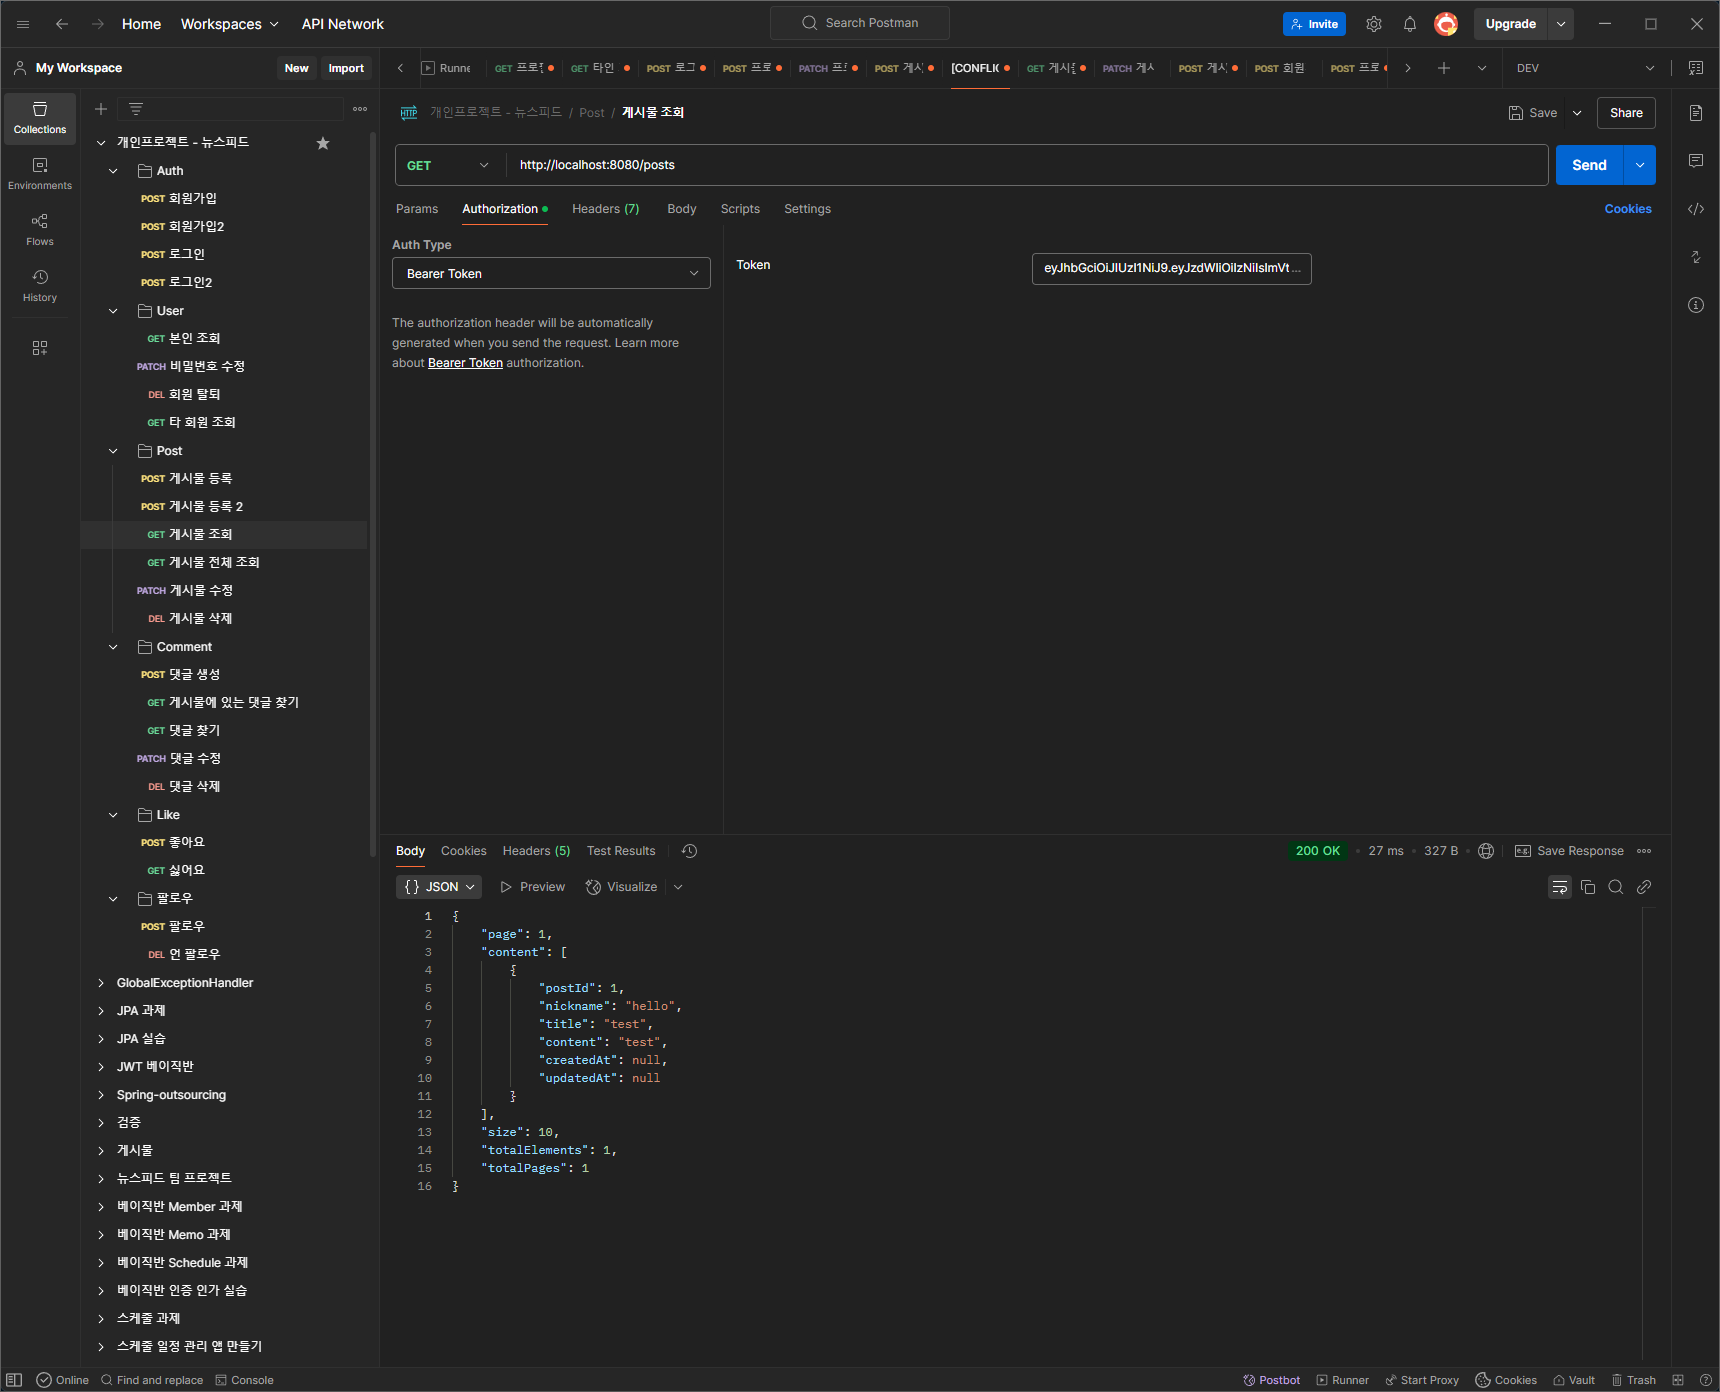 Home Workspaces API Network Search Postman Invite Upgrade
My Workspace New Import
Runne GET 프로 GET 타인 POST 로그 POST 프로 PATCH 프 POST 게시 [CONFLIC GET 게시 PATCH 게시 POST 게시 POST 회원 POST 프로 DEV
Collections
Environments
Flows
History
개인프로젝트 - 뉴스피드
Auth
POST 회원가입
POST 회원가입2
POST 로그인
POST 로그인2
User
GET 본인 조회
PATCH 비밀번호 수정
DEL 회원 탈퇴
GET 타 회원 조회
Post
POST 게시물 등록
POST 게시물 등록 2
GET 게시물 조회
GET 게시물 전체 조회
PATCH 게시물 수정
DEL 게시물 삭제
Comment
POST 댓글 생성
GET 게시물에 있는 댓글 찾기
GET 댓글 찾기
PATCH 댓글 수정
DEL 댓글 삭제
Like
POST 좋아요
GET 싫어요
팔로우
POST 팔로우
DEL 언 팔로우
GlobalExceptionHandler
JPA 과제
JPA 실습
JWT 베이직반
Spring-outsourcing
검증
게시물
뉴스피드 팀 프로젝트
베이직반 Member 과제
베이직반 Memo 과제
베이직반 Schedule 과제
베이직반 인증 인가 실습
스케줄 과제
스케줄 일정 관리 앱 만들기
HTTP 개인프로젝트 - 뉴스피드 / Post / 게시물 조회 Save Share
GET http://localhost:8080/posts Send
Params Authorization Headers (7) Body Scripts Settings Cookies
Auth Type
Bearer Token
The authorization header will be automatically
generated when you send the request. Learn more
about Bearer Token authorization.
Token eyJhbGciOiJIUzI1NiJ9.eyJzdWIiOiIzNiIsImVt...
Body Cookies Headers (5) Test Results 200 OK • 27 ms • 327 B • e.g. Save Response
{} JSON Preview Visualize
1 {
2 "page": 1,
3 "content": [
4 {
5 "postId": 1,
6 "nickname": "hello",
7 "title": "test",
8 "content": "test",
9 "createdAt": null,
10 "updatedAt": null
11 }
12 ],
13 "size": 10,
14 "totalElements": 1,
15 "totalPages": 1
16 }
Online Find and replace Console Postbot Runner Start Proxy Cookies Vault Trash